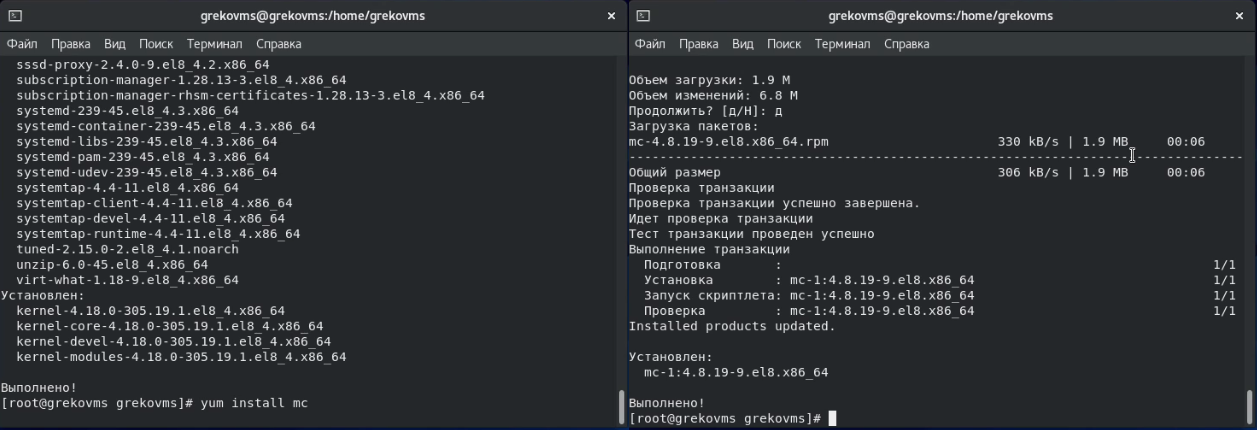 grekovms@grekovms:/home/grekovms
Файл Правка Вид Поиск Терминал Справка
sssd-proxy-2.4.0-9.el8_4.2.x86_64
subscription-manager-1.28.13-3.el8_4.x86_64
subscription-manager-rhsm-certificates-1.28.13-3.el8_4.x86_64
systemd-239-45.el8_4.3.x86_64
systemd-container-239-45.el8_4.3.x86_64
systemd-libs-239-45.el8_4.3.x86_64
systemd-pam-239-45.el8_4.3.x86_64
systemd-udev-239-45.el8_4.3.x86_64
systemtap-4.4-11.el8_4.x86_64
systemtap-client-4.4-11.el8_4.x86_64
systemtap-devel-4.4-11.el8_4.x86_64
systemtap-runtime-4.4-11.el8_4.x86_64
tuned-2.15.0-2.el8_4.1.noarch
unzip-6.0-45.el8_4.x86_64
virt-what-1.18-9.el8_4.x86_64
Установлен:
kernel-4.18.0-305.19.1.el8_4.x86_64
kernel-core-4.18.0-305.19.1.el8_4.x86_64
kernel-devel-4.18.0-305.19.1.el8_4.x86_64
kernel-modules-4.18.0-305.19.1.el8_4.x86_64
Выполнено!
[root@grekovms grekovms]# yum install mc
grekovms@grekovms:/home/grekovms
Файл Правка Вид Поиск Терминал Справка
Объем загрузки: 1.9 M
Объем изменений: 6.8 M
Продолжить? [д/Н]: д
Загрузка пакетов:
mc-4.8.19-9.el8.x86_64.rpm 330 kB/s | 1.9 MB 00:06
--------------------------------------------------------------------------------
Общий размер 306 kB/s | 1.9 MB 00:06
Проверка транзакции
Проверка транзакции успешно завершена.
Идет проверка транзакции
Тест транзакции проведен успешно
Выполнение транзакции
Подготовка : 1/1
Установка : mc-1:4.8.19-9.el8.x86_64 1/1
Запуск скриптлета: mc-1:4.8.19-9.el8.x86_64 1/1
Проверка : mc-1:4.8.19-9.el8.x86_64 1/1
Installed products updated.
Установлен:
mc-1:4.8.19-9.el8.x86_64
Выполнено!
[root@grekovms grekovms]#